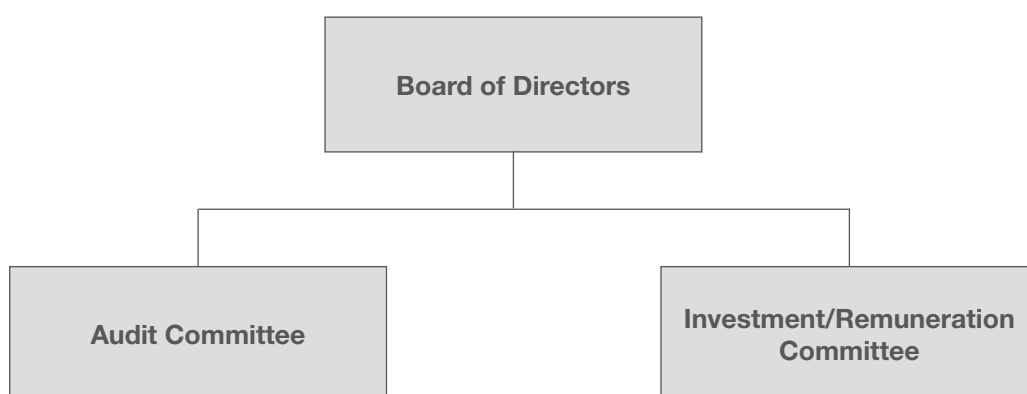 Board of Directors
Audit Committee
Investment/Remuneration
Committee